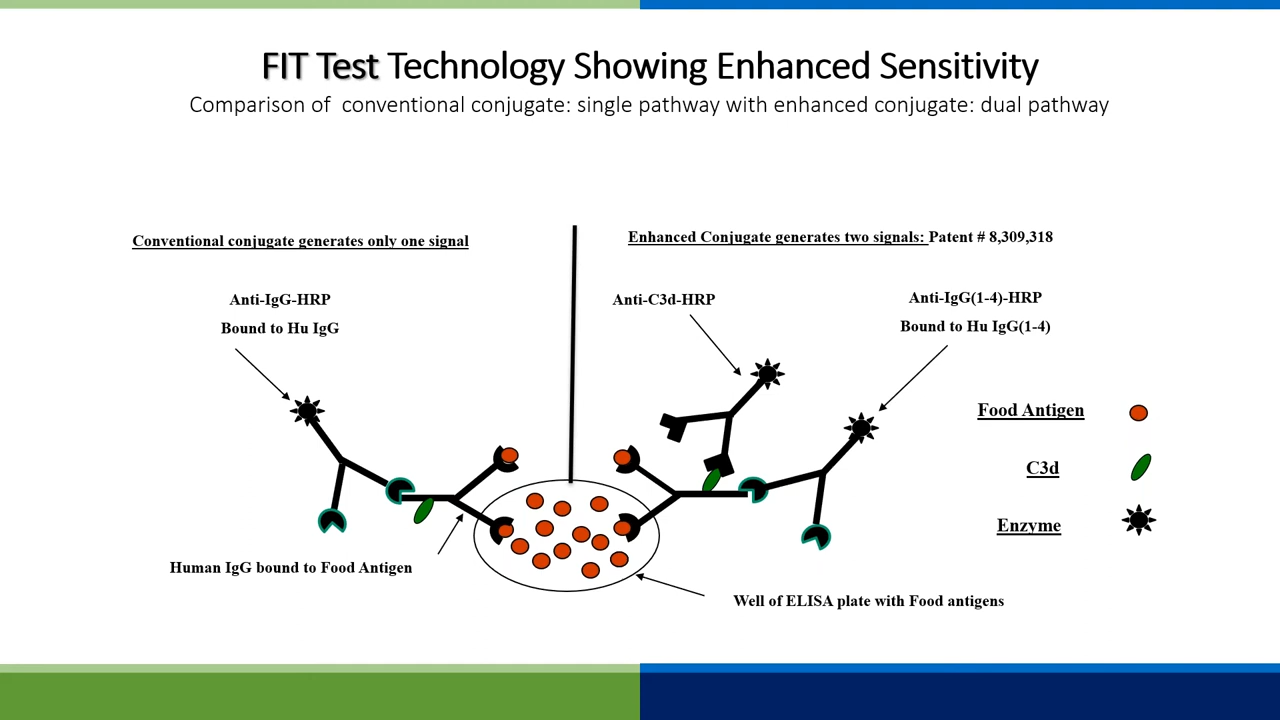 FIT Test Technology Showing Enhanced Sensitivity
Comparison of conventional conjugate: single pathway with enhanced conjugate: dual pathway
Conventional conjugate generates only one signal
Enhanced Conjugate generates two signals: Patent # 8,309,318
Anti-IgG-HRP
Bound to Hu IgG
Anti-C3d-HRP
Anti-IgG(1-4)-HRP
Bound to Hu IgG(1-4)
Food Antigen
C3d
Enzyme
Human IgG bound to Food Antigen
Well of ELISA plate with Food antigens